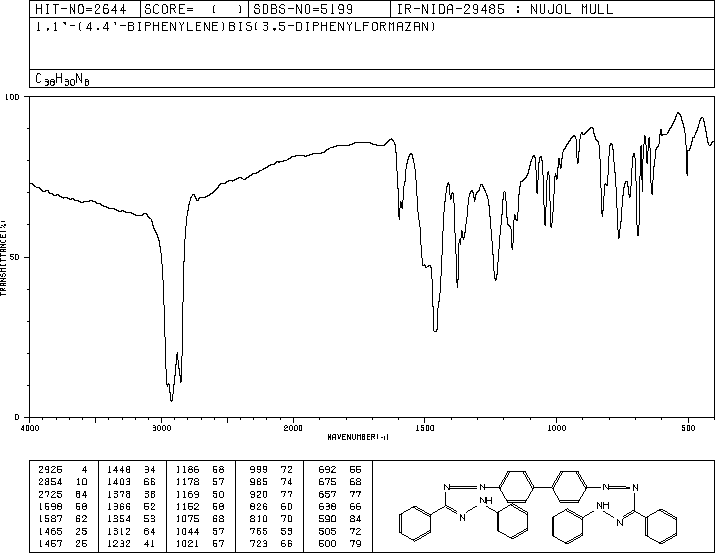 HIT-NO=2644 SCORE= ( ) SDBS-NO=5199 IR-NIDA-29485 : NUJOL MULL
1,1'-(4,4'-BIPHENYLENE)BIS(3,5-DIPHENYLFORMAZAN)
C38H30N8
100
TRANSMITTANCE(%)
50
0
4000 3000 2000 1500 1000 500
WAVENUMBER(-1)
2925 4 1448 34 1186 68 999 72 692 55
2854 10 1403 66 1178 57 985 74 675 68
2725 64 1378 38 1169 50 920 77 657 77
1598 60 1366 52 1152 58 826 60 638 66
1587 62 1354 53 1075 68 810 70 590 84
1465 25 1312 64 1044 57 765 53 505 72
1457 25 1232 41 1021 57 723 66 500 79
N N N N
NH HN
N N